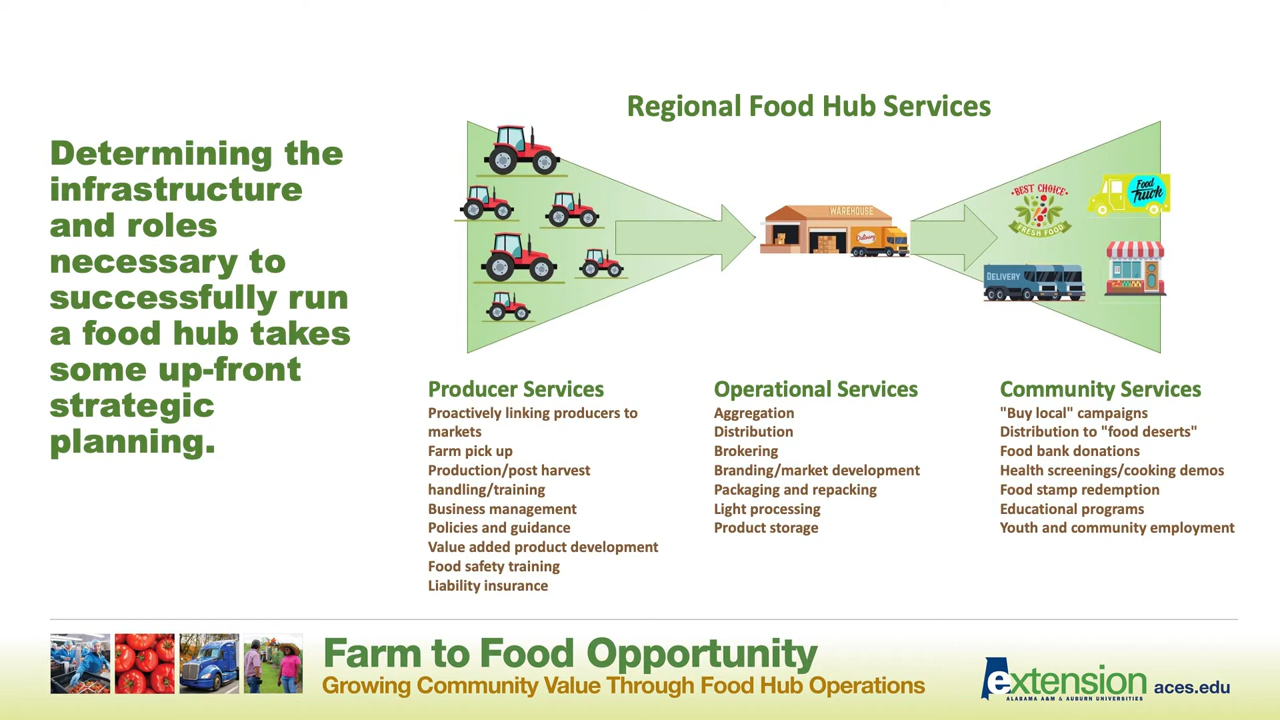 Regional Food Hub Services
Determining the
infrastructure
and roles
necessary to
successfully run
a food hub takes
some up-front
strategic
planning.
WAREHOUSE
Delivery
BEST CHOICE
FRESH FOOD
Food
Truck
DELIVERY
Producer Services
Proactively linking producers to
markets
Farm pick up
Production/post harvest
handling/training
Business management
Policies and guidance
Value added product development
Food safety training
Liability insurance
Operational Services
Aggregation
Distribution
Brokering
Branding/market development
Packaging and repacking
Light processing
Product storage
Community Services
"Buy local" campaigns
Distribution to "food deserts"
Food bank donations
Health screenings/cooking demos
Food stamp redemption
Educational programs
Youth and community employment
Farm to Food Opportunity
Growing Community Value Through Food Hub Operations
extension
ALABAMA A&M & AUBURN UNIVERSITIES
aces.edu